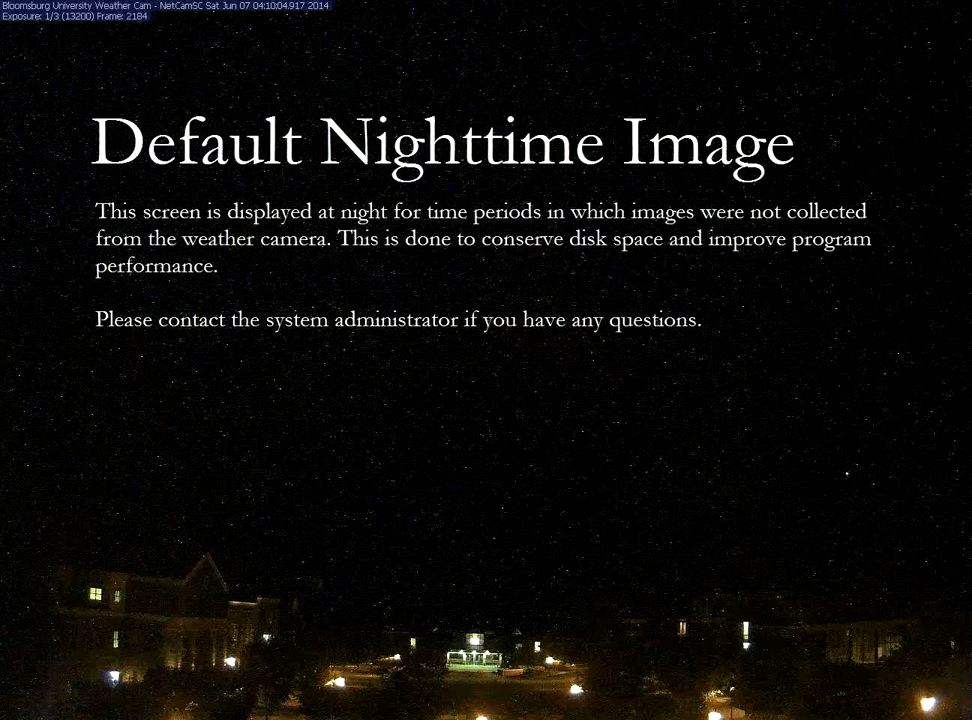 Bloomsburg University Weather Cam - NetCamSC Sat Jun 07 04:10:04.917 2014
Exposure: 1/3 (13200) Frame: 2184
Default Nighttime Image
This screen is displayed at night for time periods in which images were not collected
from the weather camera. This is done to conserve disk space and improve program
performance.
Please contact the system administrator if you have any questions.